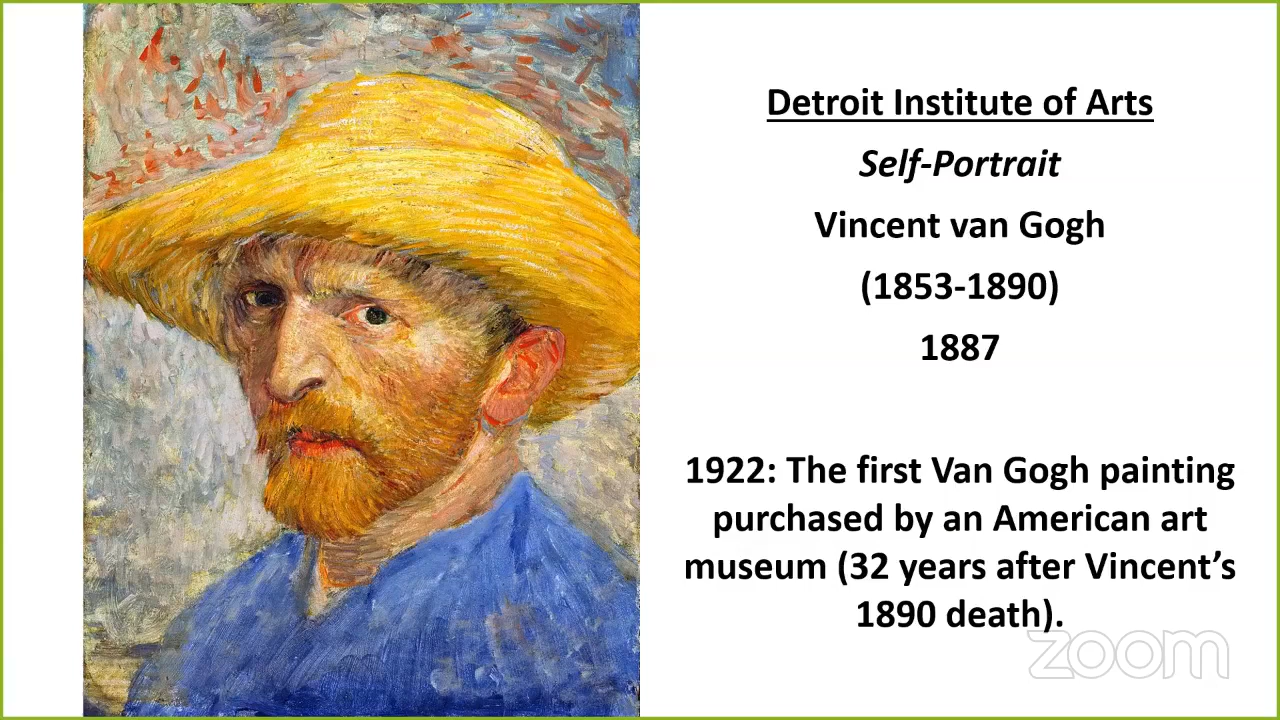 Detroit Institute of Arts
Self-Portrait
Vincent van Gogh
(1853-1890)
1887
1922: The first Van Gogh painting
purchased by an American art
museum (32 years after Vincent’s
1890 death).
zoom